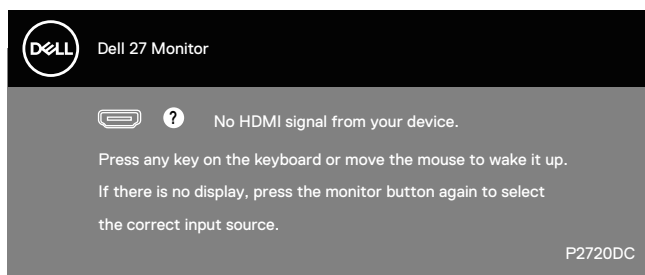 DELL
Dell 27 Monitor
? No HDMI signal from your device.
Press any key on the keyboard or move the mouse to wake it up.
If there is no display, press the monitor button again to select
the correct input source.
P2720DC